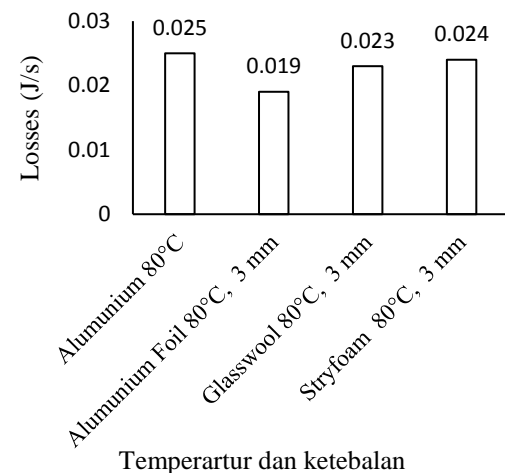 Losses (J/s)
0.03
0.02
0.01
0
0.025
0.019
0.023
0.024
Alumunium 80°C
Alumunium Foil 80°C, 3 mm
Glasswool 80°C, 3 mm
Stryfoam 80°C, 3 mm
Temperartur dan ketebalan